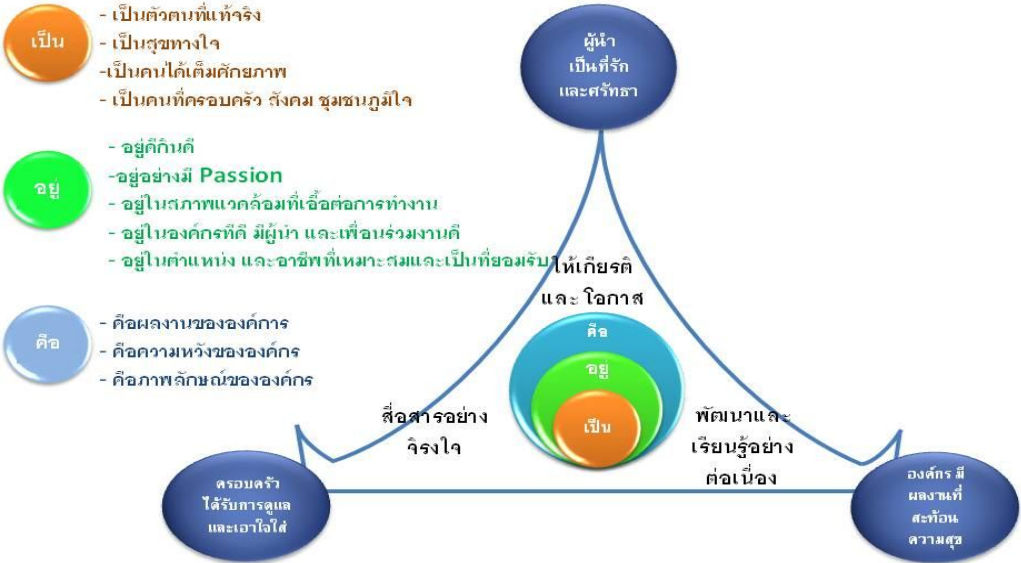 เป็น
- เป็นตัวตนที่แท้จริง
- เป็นสุขทางใจ
-เป็นคนได้เต็มศักยภาพ
- เป็นคนที่ครอบครัว สังคม ชุมชนภูมิใจ
อยู่
- อยู่ดีกินดี
-อยู่อย่างมี Passion
- อยู่ในสภาพแวดล้อมที่เอื้อต่อการทำงาน
- อยู่ในองค์กรที่ดี มีผู้นำ และเพื่อนร่วมงานดี
- อยู่ในตำแหน่ง และอาชีพที่เหมาะสมและเป็นที่ยอมรับ
คือ
- คือผลงานขององค์การ
- คือความหวังขององค์กร
- คือภาพลักษณ์ขององค์กร
ผู้นำ
เป็นที่รัก
และศรัทธา
ให้เกียรติ
และ โอกาส
คือ
อยู่
เป็น
สื่อสารอย่าง
จริงใจ
พัฒนาและ
เรียนรู้อย่าง
ต่อเนื่อง
ครอบครัว
ได้รับการดูแล
และเอาใจใส่
องค์กร มี
ผลงานที่
สะท้อน
ความสุข